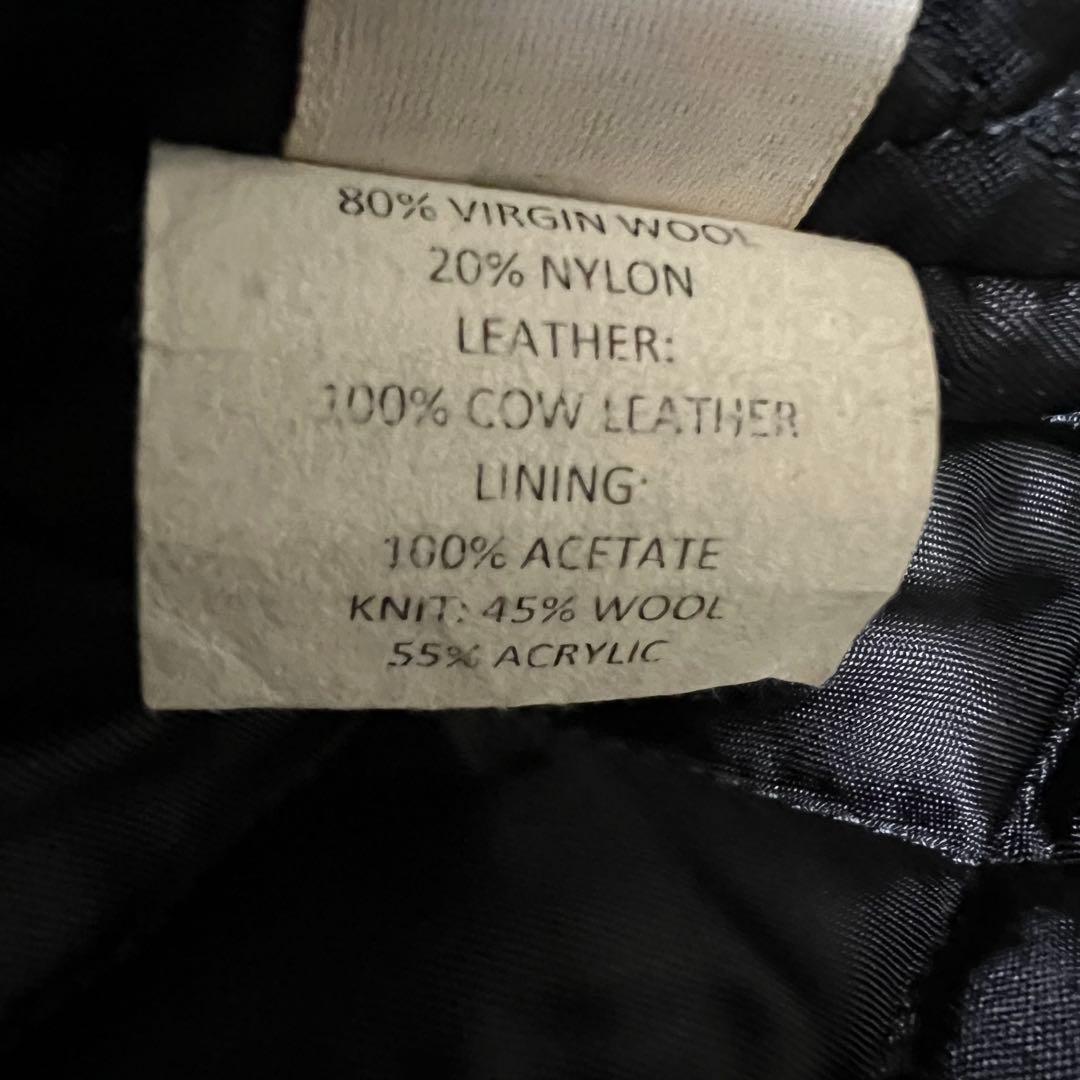 80% VIRGIN WOOL
20% NYLON
LEATHER:
100% COW LEATHER
LINING:
100% ACETATE
KNIT: 45% WOOL
55% ACRYLIC